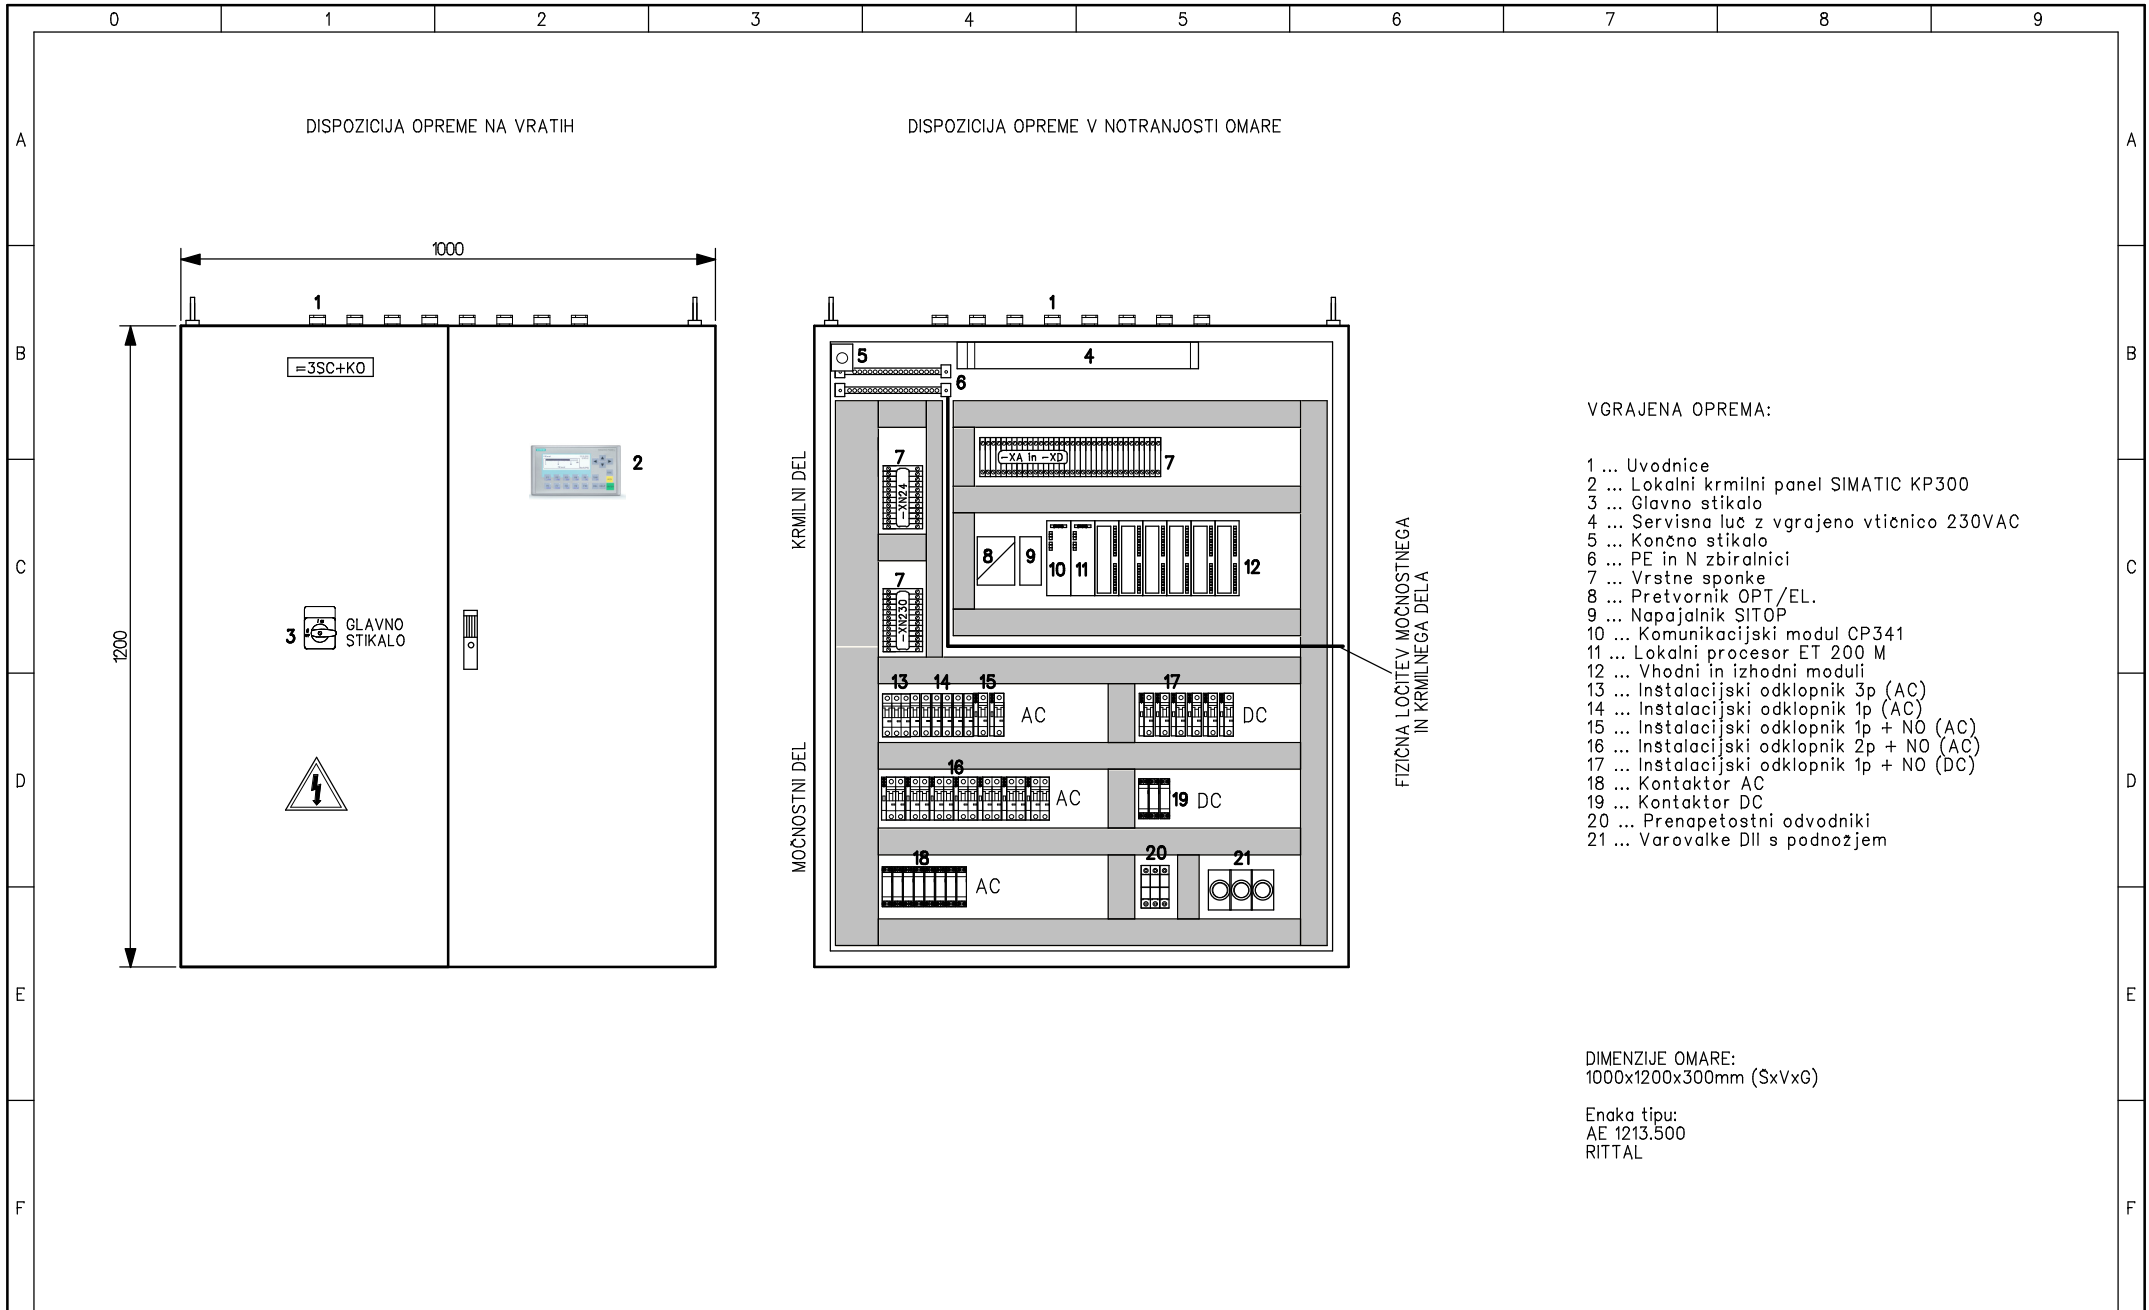 0 1 2 3 4 5 6 7 8 9
A A
B B
C C
D D
E E
F F
DISPOZICIJA OPREME NA VRATIH
1000
1200
1
=3SC+K0
2
3
GLAVNO
STIKALO
DISPOZICIJA OPREME V NOTRANJOSTI OMARE
1
5
4
6
KRMILNI DEL
7
-XN24
-XA in -XD
7
7
-XN230
8 9 10 11 12
MOČNOSTNI DEL
13 14 15
AC
17
DC
16
AC
19 DC
18
AC
20
21
FIZIČNA LOČITEV MOČNOSTNEGA
IN KRMILNEGA DELA
VGRAJENA OPREMA:
1 ... Uvodnice
2 ... Lokalni krmilni panel SIMATIC KP300
3 ... Glavno stikalo
4 ... Servisna luč z vgrajeno vtičnico 230VAC
5 ... Končno stikalo
6 ... PE in N zbiralnici
7 ... Vrstne sponke
8 ... Pretvornik OPT/EL.
9 ... Napajalnik SITOP
10 ... Komunikacijski modul CP341
11 ... Lokalni procesor ET 200 M
12 ... Vhodni in izhodni moduli
13 ... Inštalacijski odklopnik 3p (AC)
14 ... Inštalacijski odklopnik 1p (AC)
15 ... Inštalacijski odklopnik 1p + NO (AC)
16 ... Inštalacijski odklopnik 2p + NO (AC)
17 ... Inštalacijski odklopnik 1p + NO (DC)
18 ... Kontaktor AC
19 ... Kontaktor DC
20 ... Prenapetostni odvodniki
21 ... Varovalke DII s podnožjem
DIMENZIJE OMARE:
1000x1200x300mm (ŠxVxG)
Enaka tipu:
AE 1213.500
RITTAL